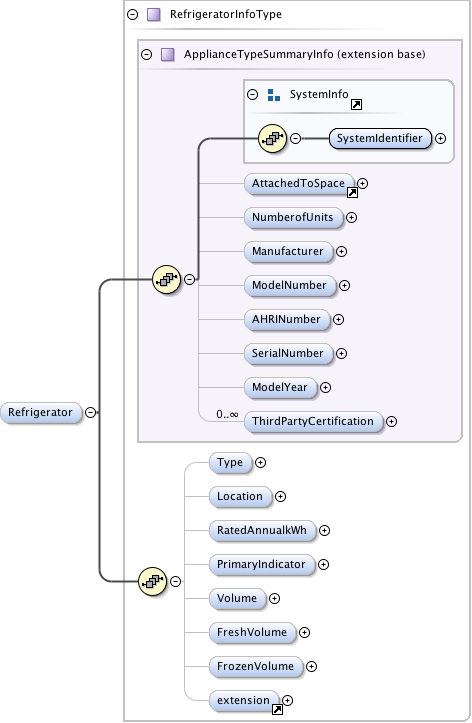 RefrigeratorInfoType
ApplianceTypeSummaryInfo (extension base)
SystemInfo
SystemIdentifier
AttachedToSpace
NumberofUnits
Manufacturer
ModelNumber
AHRINumber
SerialNumber
ModelYear
0..∞
ThirdPartyCertification
Refrigerator
Type
Location
RatedAnnualkWh
PrimaryIndicator
Volume
FreshVolume
FrozenVolume
extension